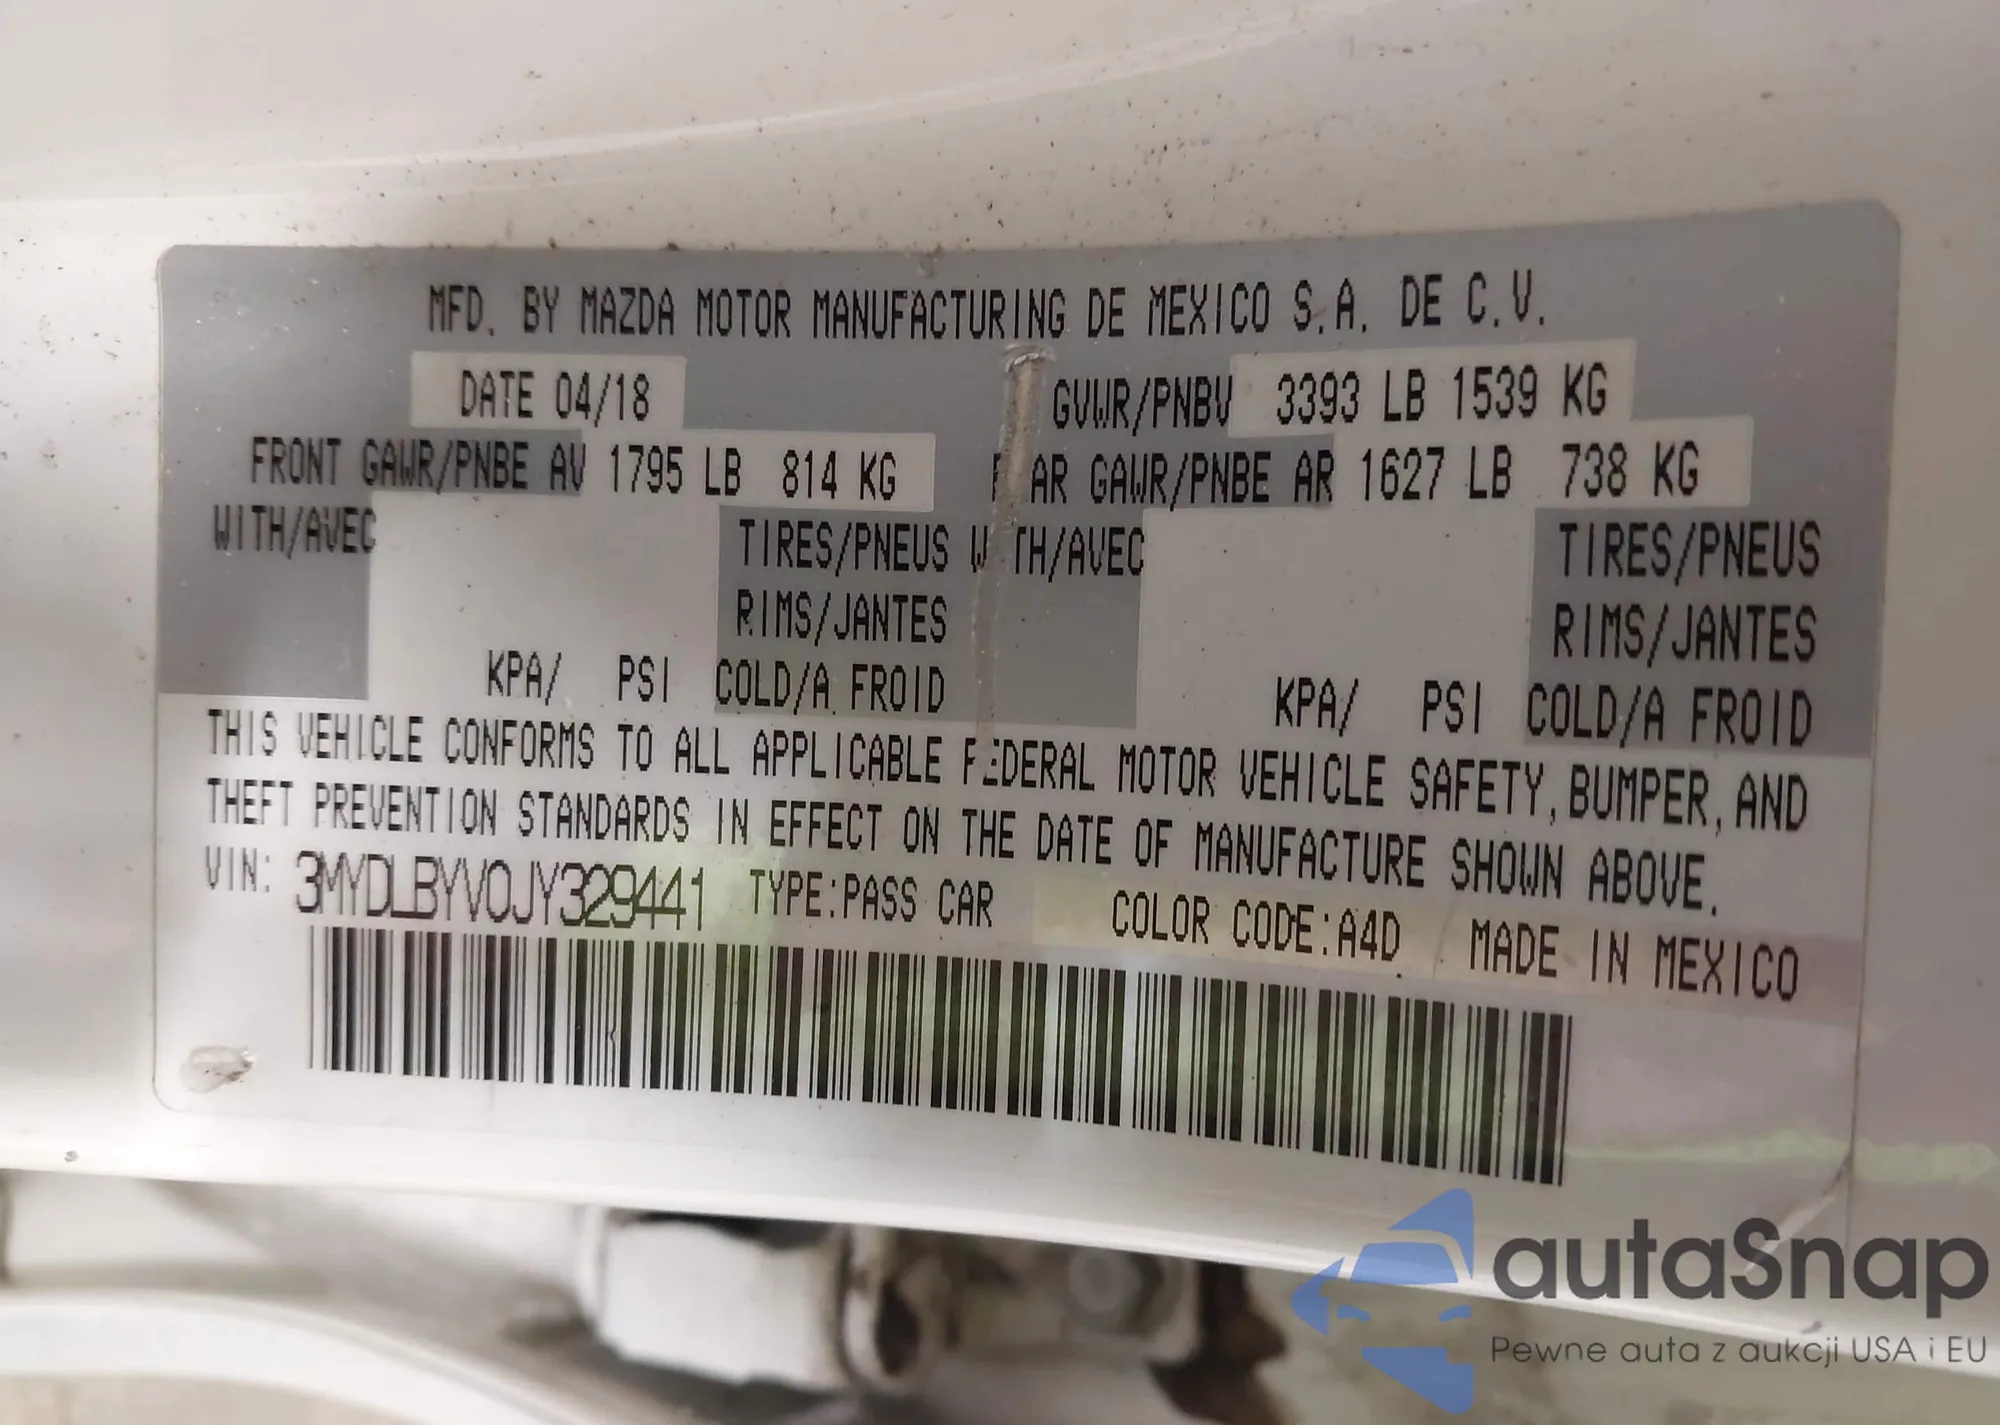 MFD. BY MAZDA MOTOR MANUFACTURING DE MEXICO S.A. DE C.V.
DATE 04/18 GVWR/PNBV 3393 LB 1539 KG
FRONT GAWR/PNBE AV 1795 LB 814 KG REAR GAWR/PNBE AR 1627 LB 738 KG
WITH/AVEC TIRES/PNEUS WITH/AVEC TIRES/PNEUS
RIMS/JANTES RIMS/JANTES
KPA/ PSI COLD/A FROID KPA/ PSI COLD/A FROID
THIS VEHICLE CONFORMS TO ALL APPLICABLE FEDERAL MOTOR VEHICLE SAFETY, BUMPER, AND
THEFT PREVENTION STANDARDS IN EFFECT ON THE DATE OF MANUFACTURE SHOWN ABOVE.
VIN: 3MYDLBYV0JY329441 TYPE:PASS CAR COLOR CODE:A4D MADE IN MEXICO
autaSnap
Pewne auta z aukcji USA i EU